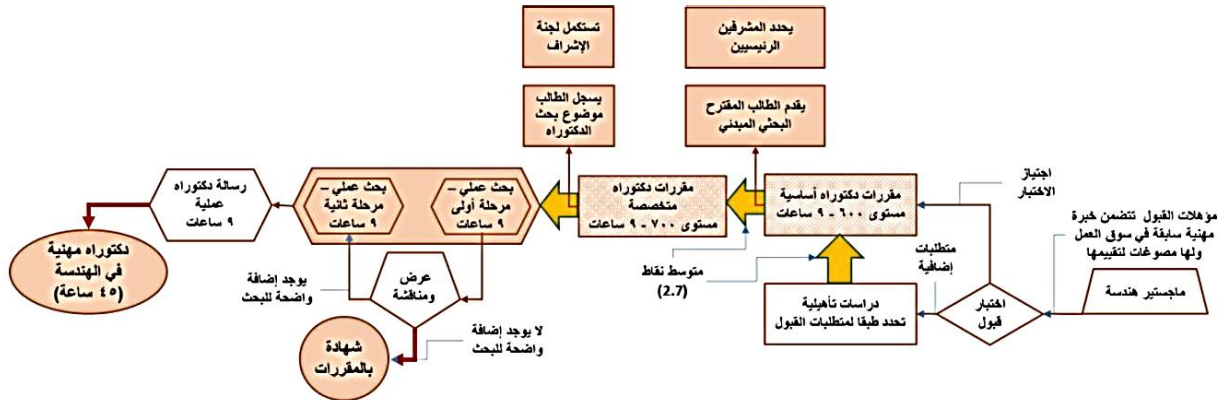 مؤهلات القبول تتضمن خبرة
مهنية سابقة في سوق العمل
ولها مصوغات لتقييمها
ماجستير هندسة
اختبار
قبول
اجتياز
الاختبار
متطلبات
إضافية
دراسات تأهيلية
تحدد طبقا لمتطلبات القبول
مقررات دكتوراه أساسية
مستوى ٦٠٠ - ٩ ساعات
يحدد المشرفين
الرئيسيين
يقدم الطالب المقترح
البحثي المبدئي
متوسط نقاط
(2.7)
مقررات دكتوراه
متخصصة
مستوى ٧٠٠ - ٩ ساعات
تستكمل لجنة
الإشراف
يسجل الطالب
موضوع بحث
الدكتوراه
بحث عملي –
مرحلة أولى
٩ ساعات
عرض
ومناقشة
يوجد إضافة
واضحة للبحث
لا يوجد إضافة
واضحة للبحث
شهادة
بالمقررات
بحث عملي –
مرحلة ثانية
٩ ساعات
رسالة دكتوراه
عملية
٩ ساعات
دكتوراه مهنية
في الهندسة
(٤٥ ساعة)